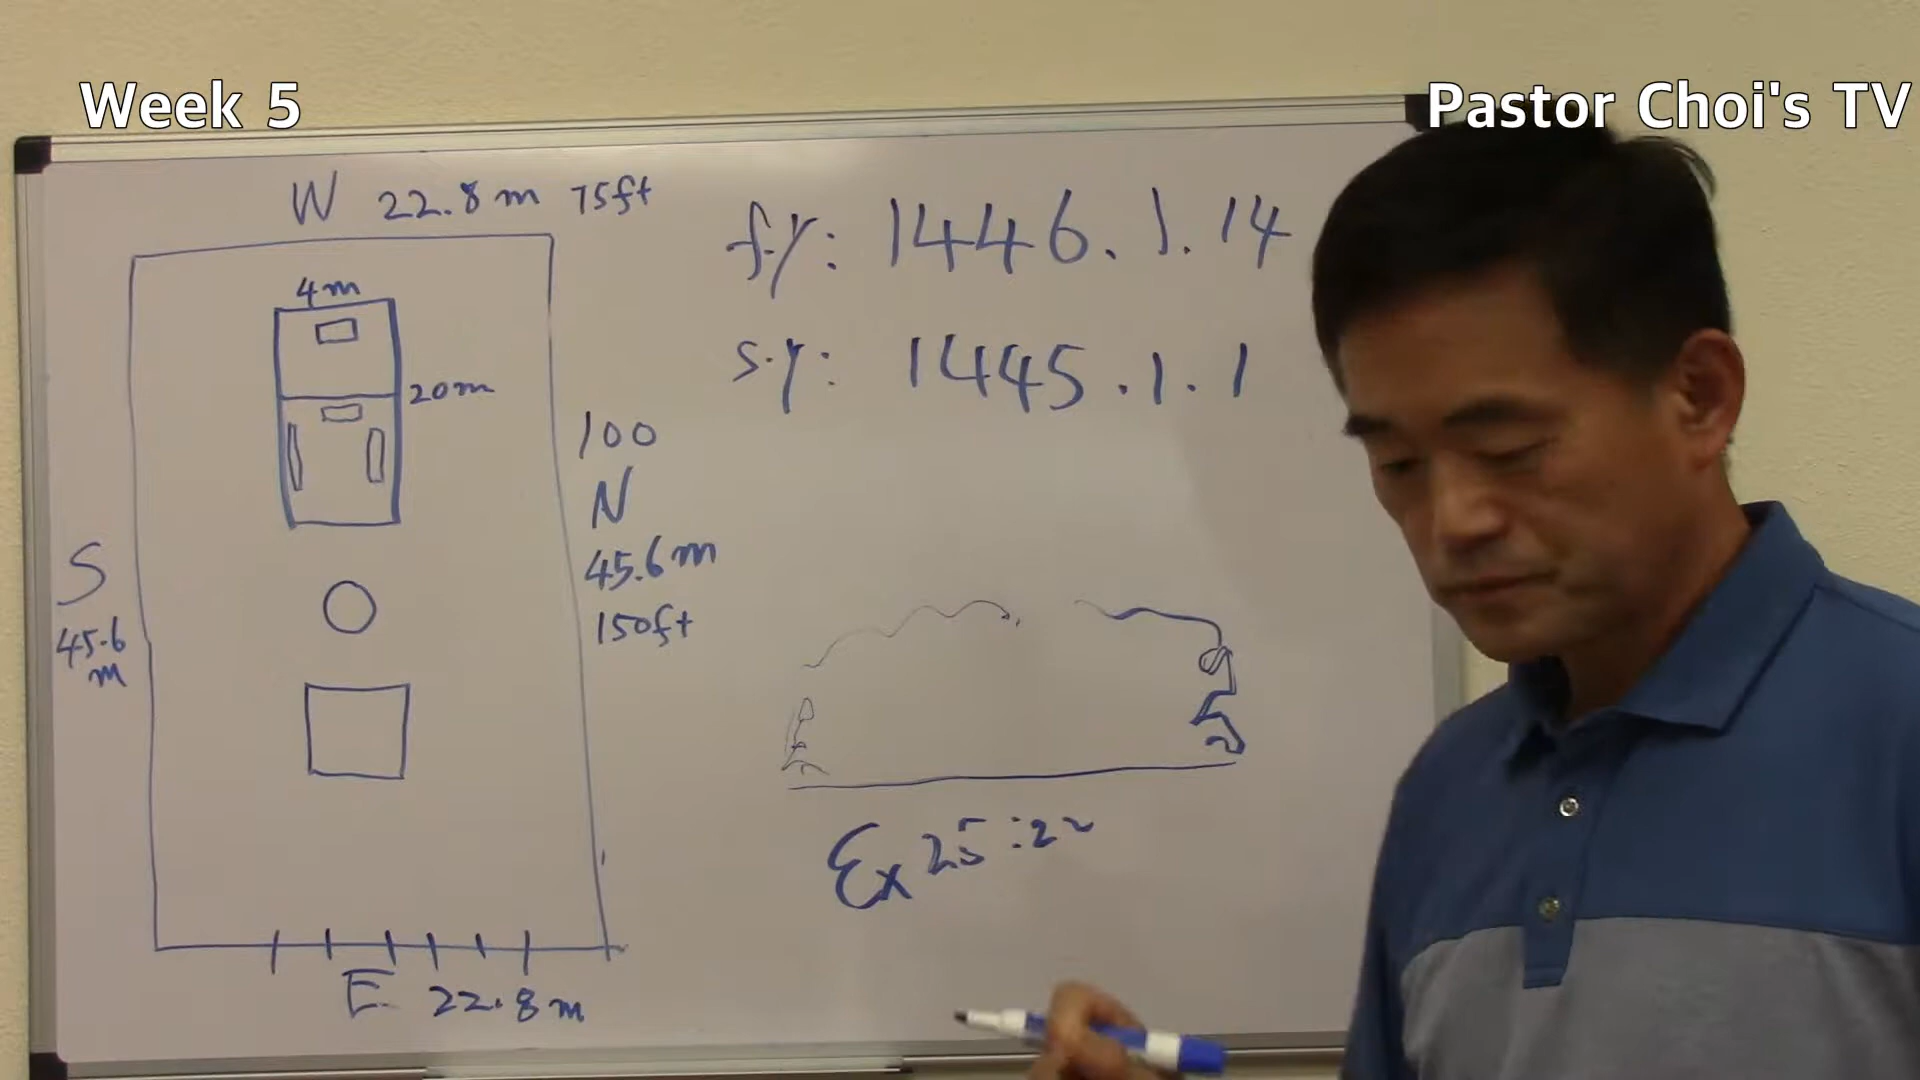 Week 5
Pastor Choi's TV
W 22.8 m 75ft
4m
20m
100
N
45.6m
150ft
S
45.6
m
E 22.8 m
f.y: 1446.1.14
s.y: 1445.1.1
Ex 25:22